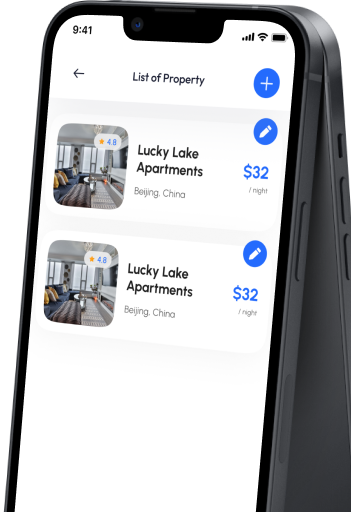 9:41
List of Property
4.8
Lucky Lake
Apartments
Beijing, China
$32
/ night
4.8
Lucky Lake
Apartments
Beijing, China
$32
/ night